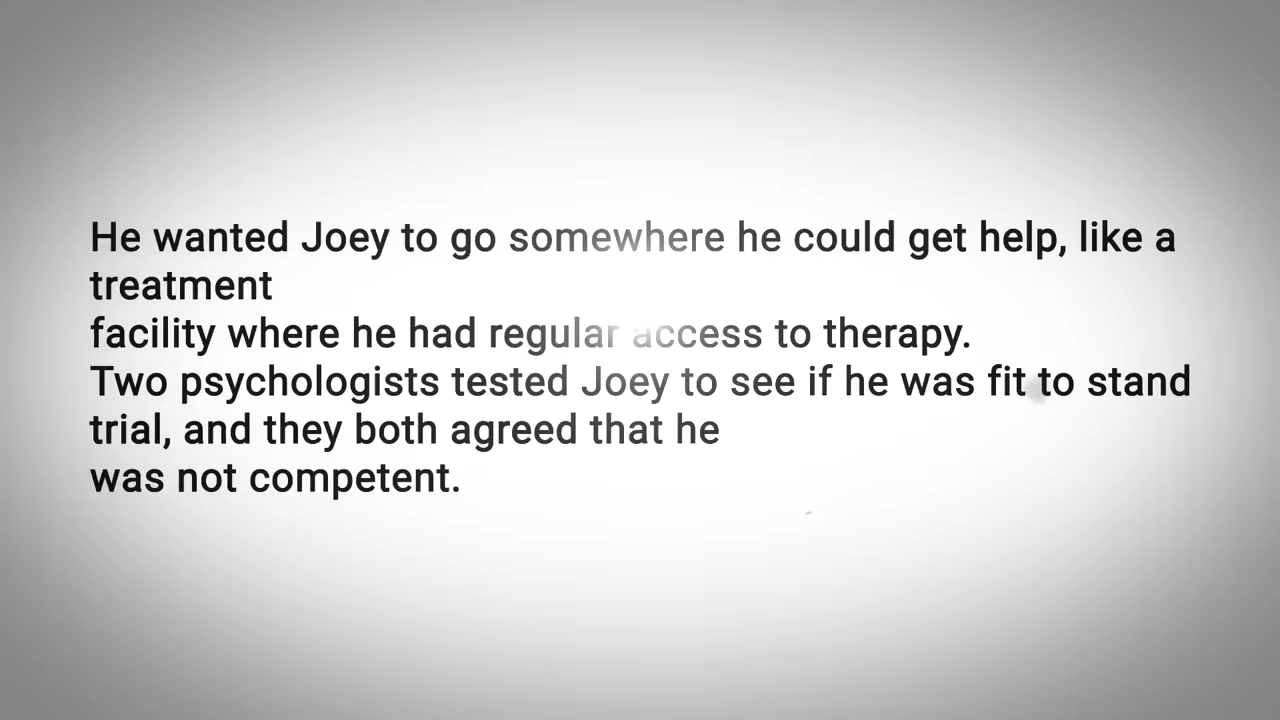 He wanted Joey to go somewhere he could get help, like a
treatment
facility where he had regular access to therapy.
Two psychologists tested Joey to see if he was fit to stand
trial, and they both agreed that he
was not competent.